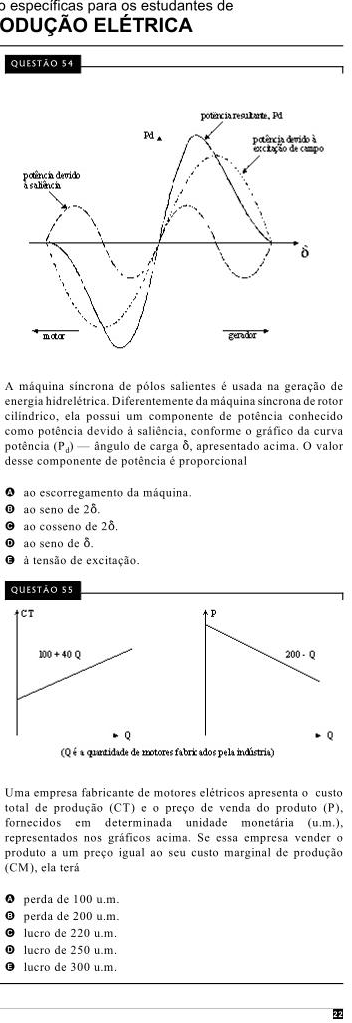 o específicas para os estudantes de
ODUÇÃO ELÉTRICA
QUESTÃO 54
potência resultante, Pd
Pd
potência devido à
excitação de campo
potência devido
à saliência
δ
motor
gerador
A máquina síncrona de pólos salientes é usada na geração de
energia hidrelétrica. Diferentemente da máquina síncrona de rotor
cilíndrico, ela possui um componente de potência conhecido
como potência devido à saliência, conforme o gráfico da curva
potência (Pd) — ângulo de carga δ, apresentado acima. O valor
desse componente de potência é proporcional
A ao escorregamento da máquina.
B ao seno de 2δ.
C ao cosseno de 2δ.
D ao seno de δ.
E à tensão de excitação.
QUESTÃO 55
CT
P
100 + 40 Q
200 - Q
Q
Q
(Q é a quantidade de motores fabricados pela indústria)
Uma empresa fabricante de motores elétricos apresenta o custo
total de produção (CT) e o preço de venda do produto (P),
fornecidos em determinada unidade monetária (u.m.),
representados nos gráficos acima. Se essa empresa vender o
produto a um preço igual ao seu custo marginal de produção
(CM), ela terá
A perda de 100 u.m.
B perda de 200 u.m.
C lucro de 220 u.m.
D lucro de 250 u.m.
E lucro de 300 u.m.
22